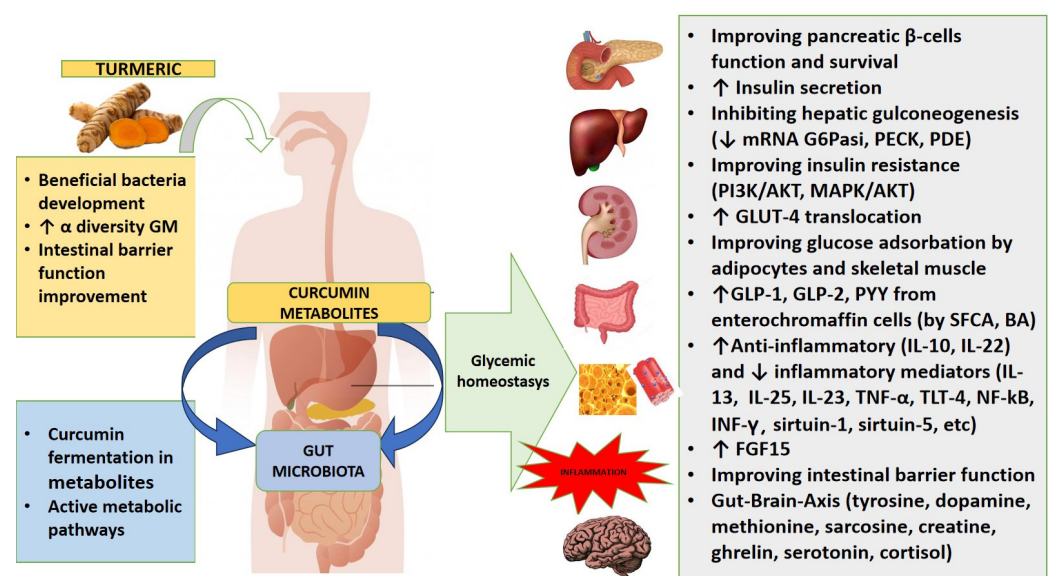 TURMERIC
• Beneficial bacteria
development
• ↑ α diversity GM
• Intestinal barrier
function
improvement
• Curcumin
fermentation in
metabolites
• Active metabolic
pathways
CURCUMIN
METABOLITES
GUT
MICROBIOTA
Glycemic
homeostasys
INFLAMMATION
• Improving pancreatic β-cells
function and survival
• ↑ Insulin secretion
• Inhibiting hepatic gulconeogenesis
(↓ mRNA G6Pasi, PECK, PDE)
• Improving insulin resistance
(PI3K/AKT, MAPK/AKT)
• ↑ GLUT-4 translocation
• Improving glucose adsorbation by
adipocytes and skeletal muscle
• ↑GLP-1, GLP-2, PYY from
enterochromaffin cells (by SFCA, BA)
• ↑Anti-inflammatory (IL-10, IL-22)
and ↓ inflammatory mediators (IL-
13, IL-25, IL-23, TNF-α, TLT-4, NF-kB,
INF-γ, sirtuin-1, sirtuin-5, etc)
• ↑ FGF15
• Improving intestinal barrier function
• Gut-Brain-Axis (tyrosine, dopamine,
methionine, sarcosine, creatine,
ghrelin, serotonin, cortisol)